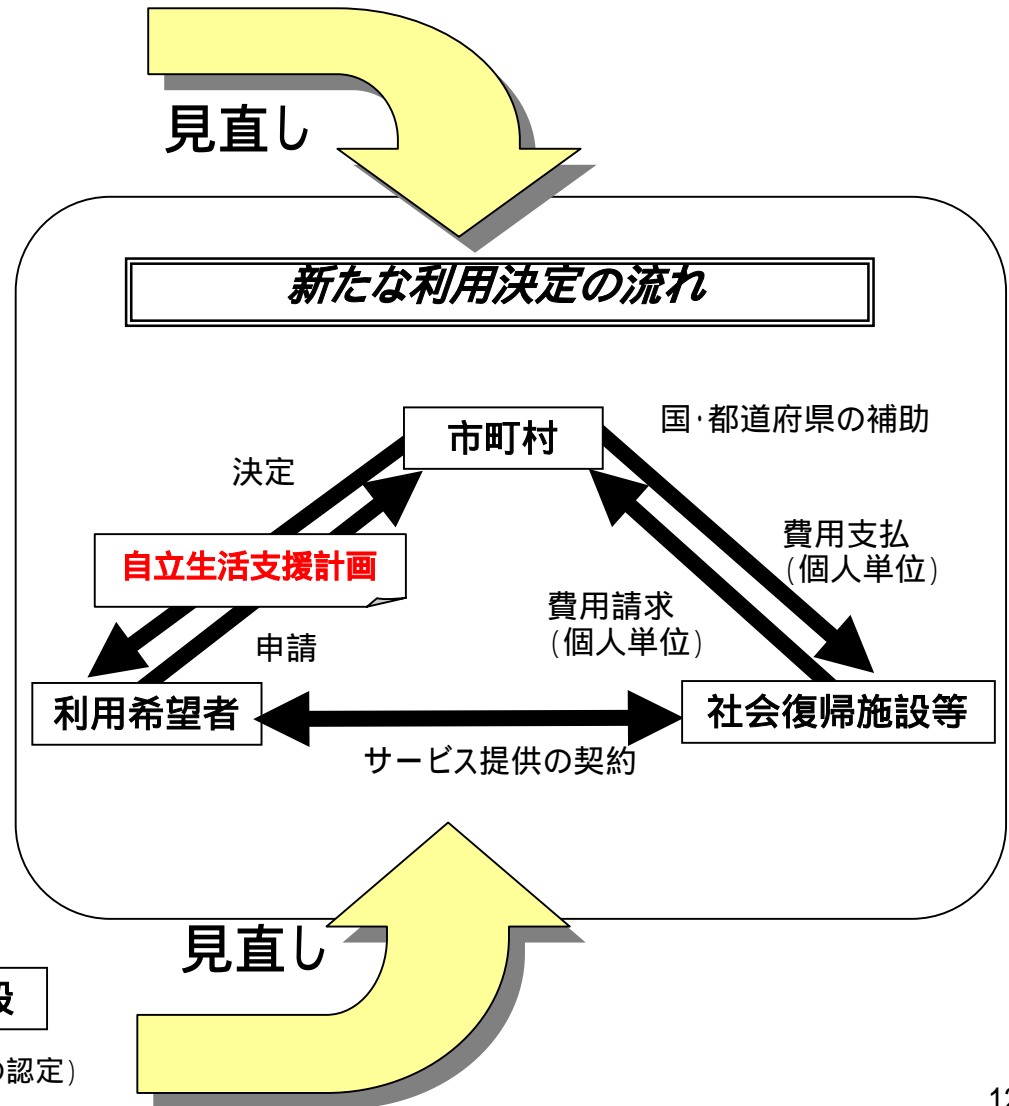 見直し
新たな利用決定の流れ
市町村
国・都道府県の補助
決定
自立生活支援計画
費用支払
(個人単位)
費用請求
(個人単位)
申請
利用希望者
社会復帰施設等
サービス提供の契約
見直し
の認定)